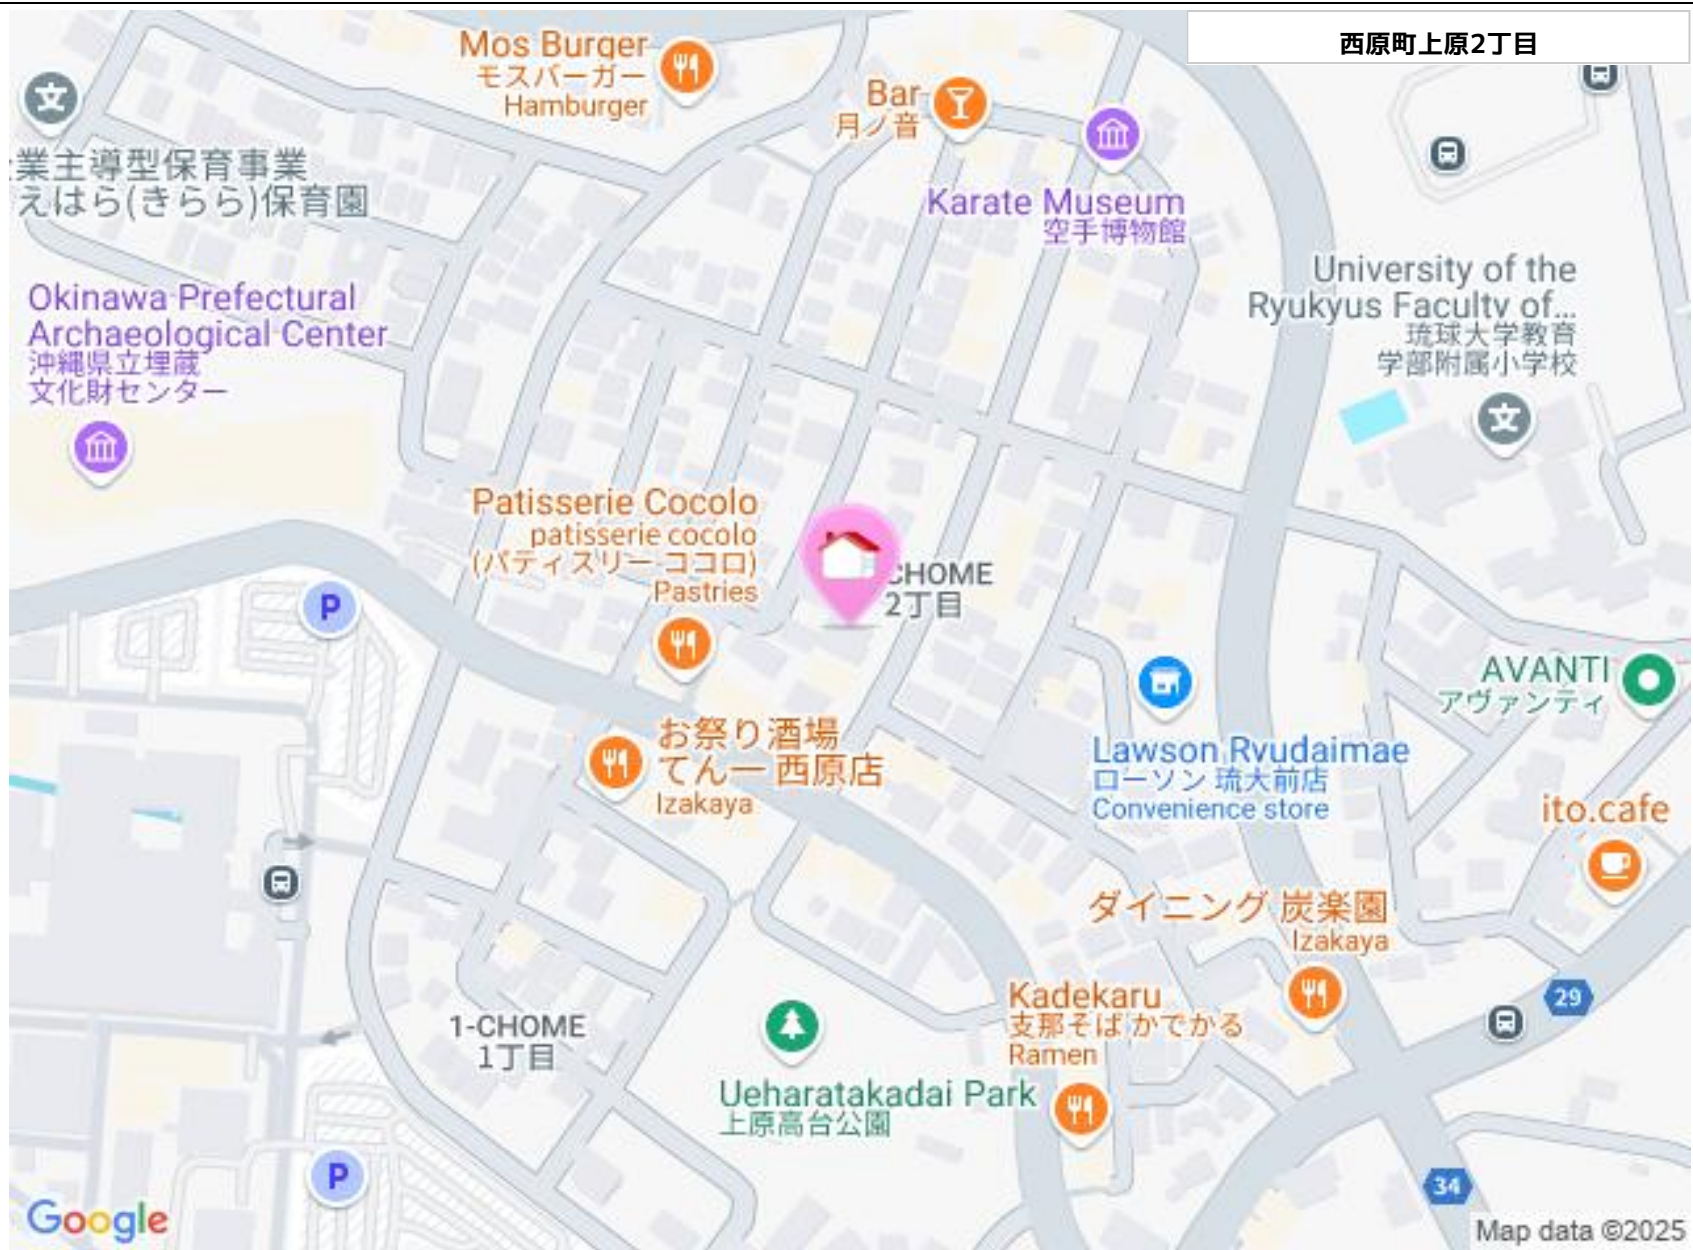 西原町上原2丁目
Mos Burger
モスバーガー
Hamburger
Bar
月ノ音
Karate Museum
空手博物館
業主導型保育事業
えはら(きらら)保育園
University of the
Ryukyus Faculty of...
琉球大学教育
学部附属小学校
Okinawa Prefectural
Archaeological Center
沖縄県立埋蔵
文化財センター
Patisserie Cocolo
patisserie cocolo
(パティスリー ココロ)
Pastries
CHOME
2丁目
P
AVANTI
アヴァンティ
お祭り酒場
てん一 西原店
Izakaya
Lawson Ryudaimae
ローソン 琉大前店
Convenience store
ito.cafe
ダイニング 炭楽園
Izakaya
29
Kadekaru
支那そば かでかる
Ramen
1-CHOME
1丁目
Ueharatakadai Park
上原高台公園
P
34
Google
Map data ©2025